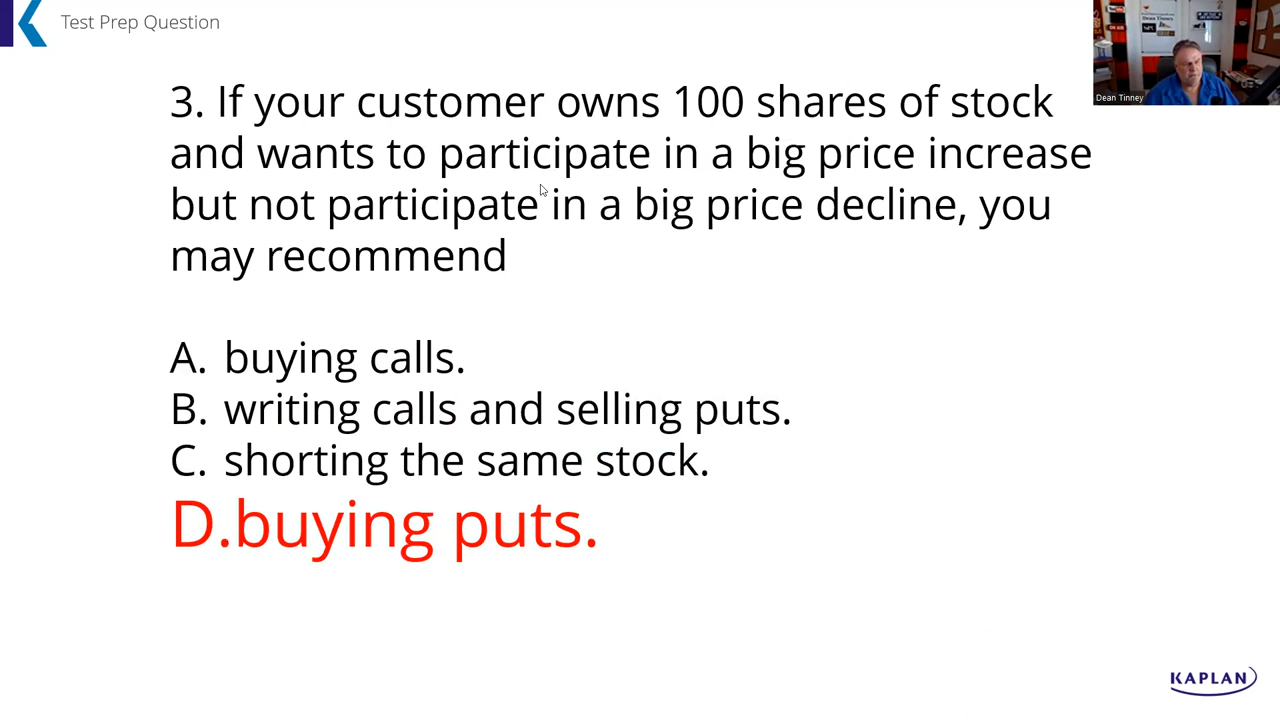 Test Prep Question
Dean Tinney
3. If your customer owns 100 shares of stock
and wants to participate in a big price increase
but not participate in a big price decline, you
may recommend
A. buying calls.
B. writing calls and selling puts.
C. shorting the same stock.
D.buying puts.
KAPLAN